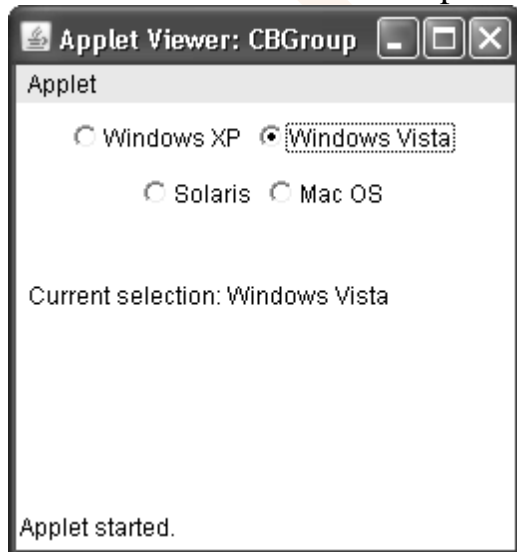 Applet Viewer: CBGroup
Applet
Windows XP Windows Vista
Solaris Mac OS
Current selection: Windows Vista
Applet started.